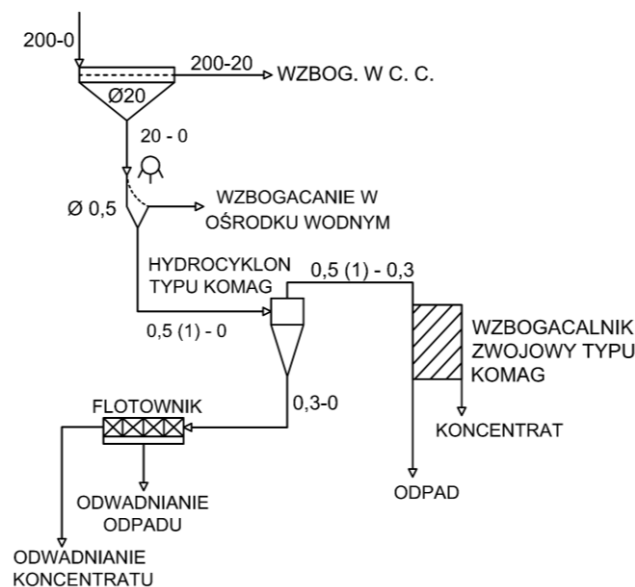 200-0
200-20
WZBOG. W C. C.
Ø20
20 - 0
Ø 0,5
WZBOGACANIE W
OŚRODKU WODNYM
HYDROCYKLON
TYPU KOMAG
0,5 (1) - 0,3
0,5 (1) - 0
WZBOGACALNIK
ZWOJOWY TYPU
KOMAG
0,3-0
FLOTOWNIK
KONCENTRAT
ODPAD
ODWADNIANIE
ODPADU
ODWADNIANIE
KONCENTRATU